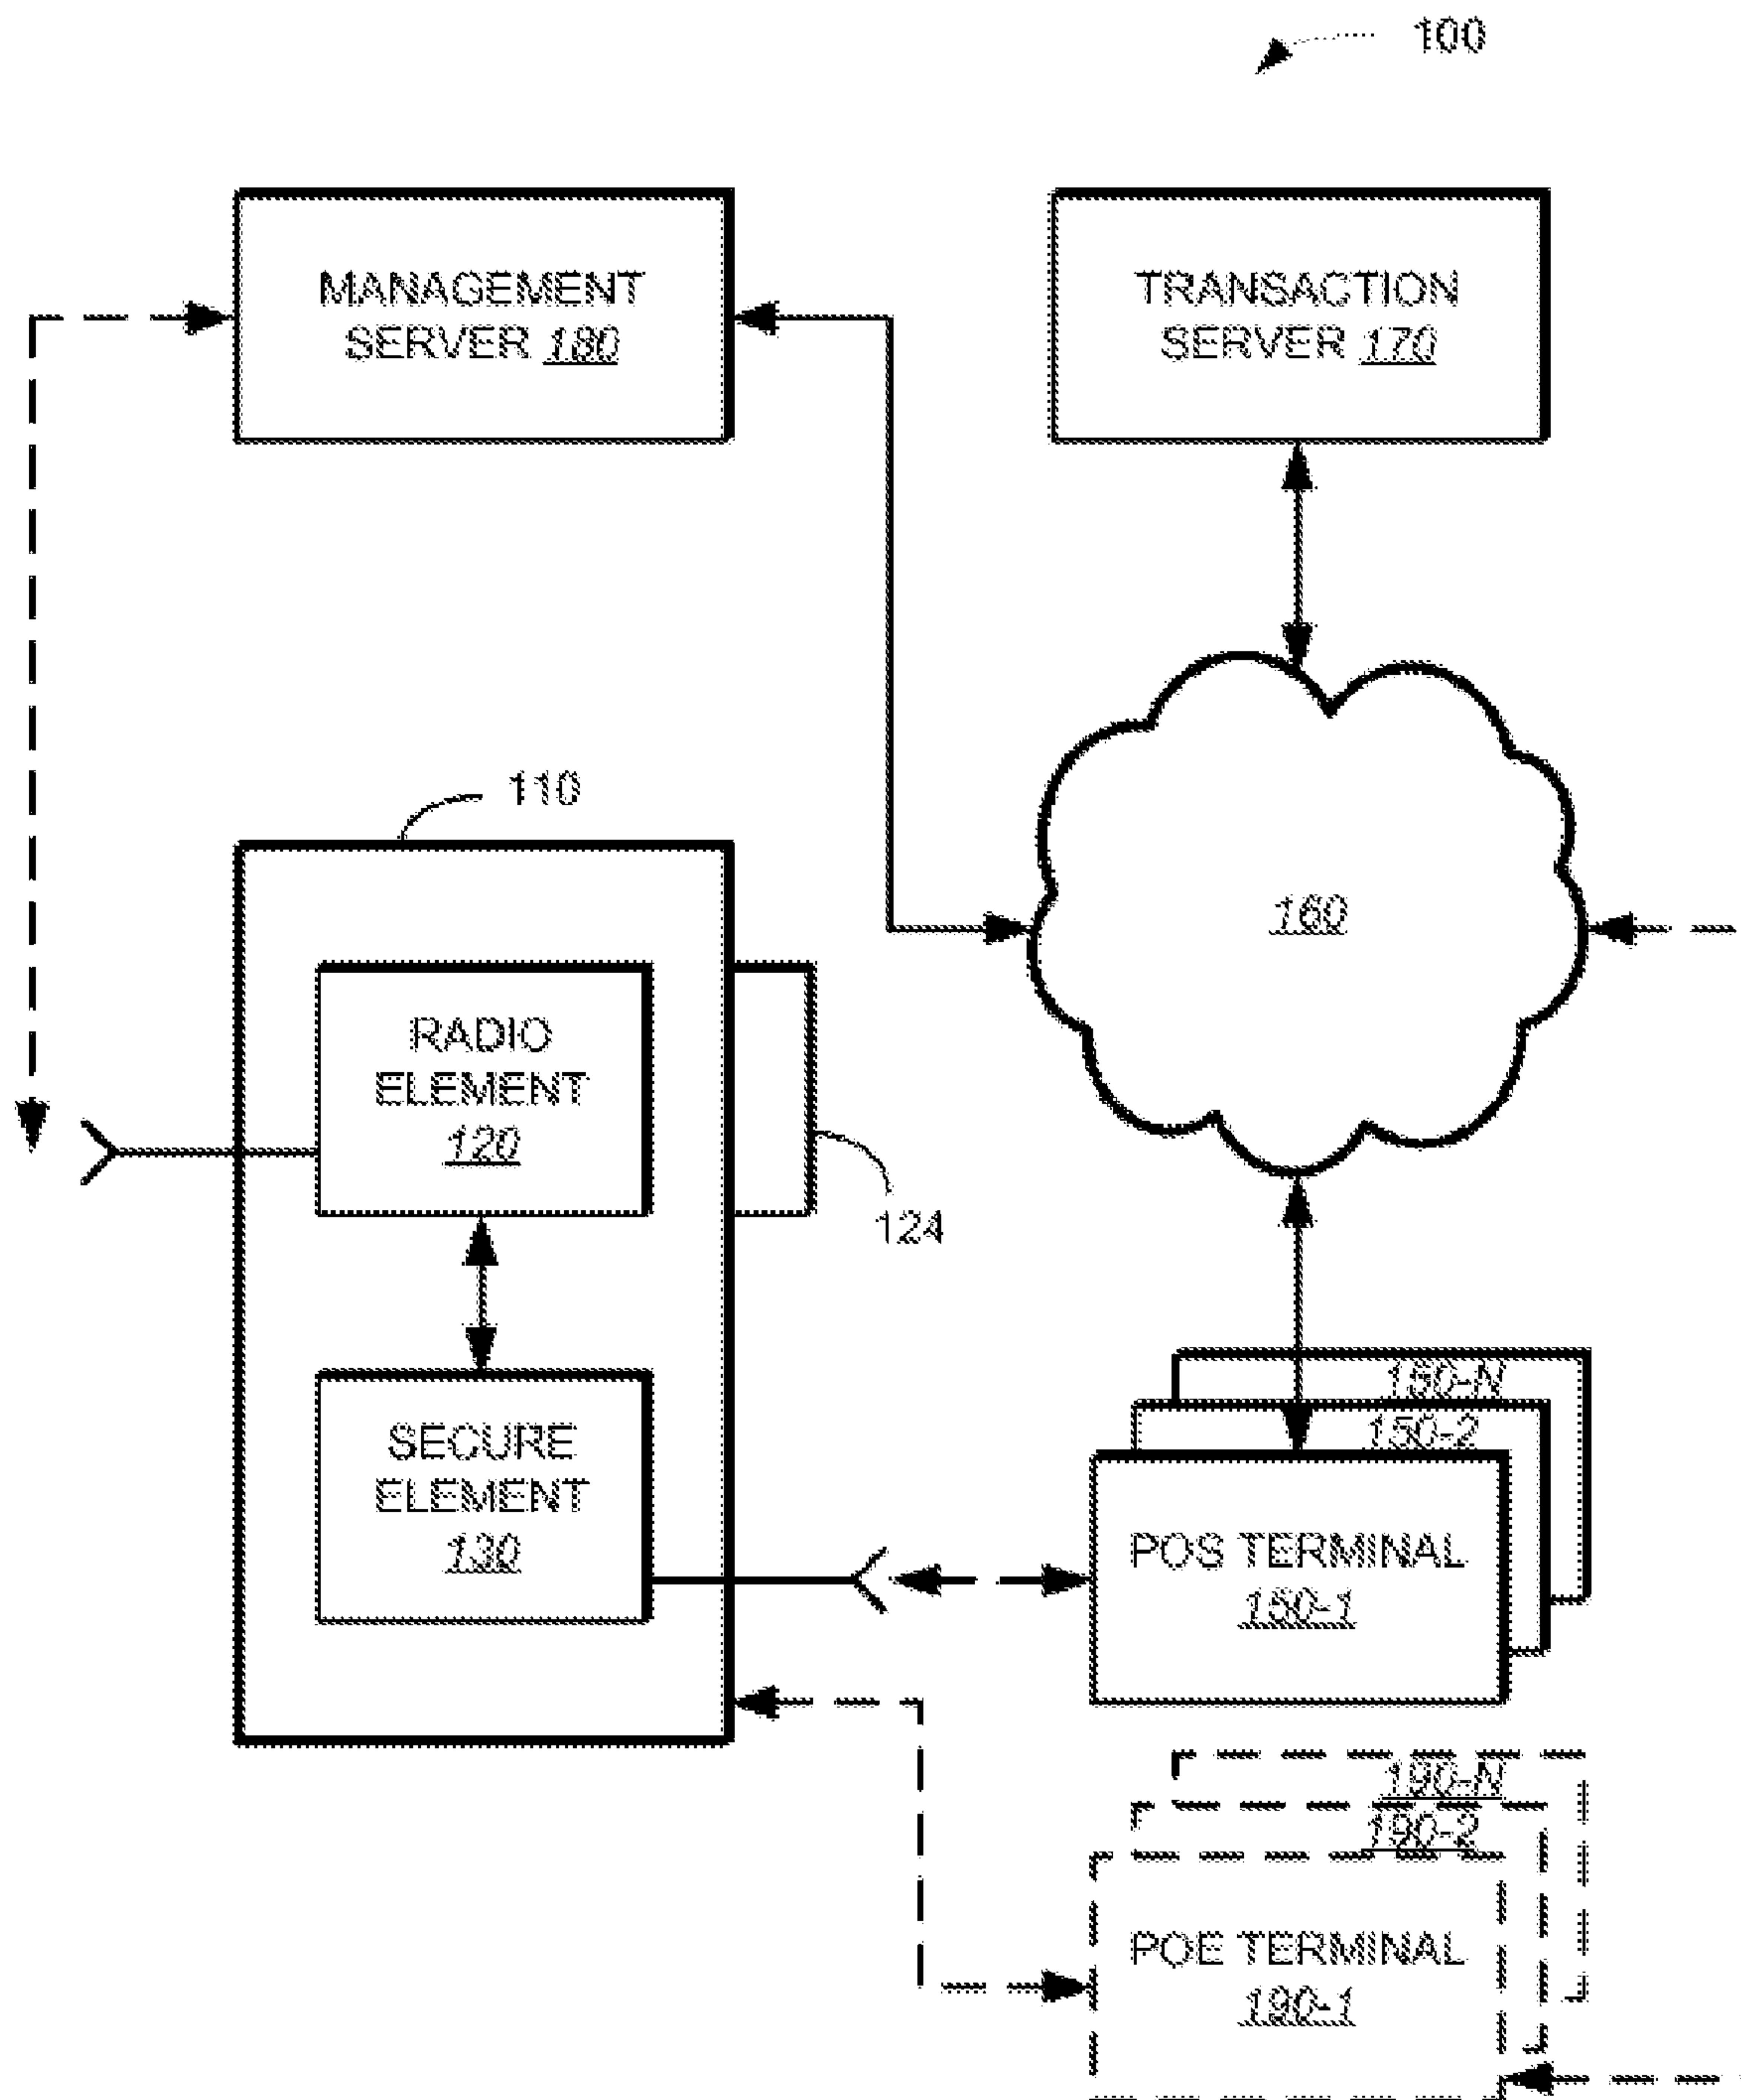 100
MANAGEMENT
SERVER 180
TRANSACTION
SERVER 170
110
160
RADIO
ELEMENT
120
124
150-N
150-2
SECURE
ELEMENT
130
POS TERMINAL
150-1
190-N
190-2
POE TERMINAL
190-1